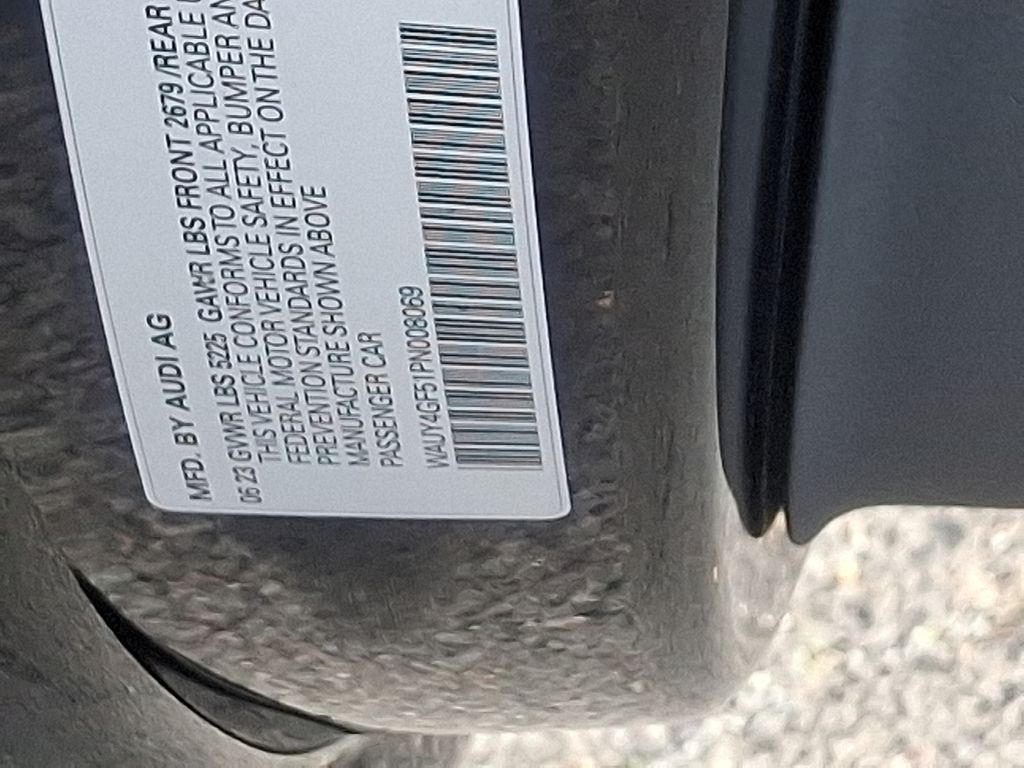 MFD. BY AUDI AG
06 23 GVWR LBS 5225 GAWR LBS FRONT 2679 /REAR
THIS VEHICLE CONFORMS TO ALL APPLICABLE
FEDERAL MOTOR VEHICLE SAFETY, BUMPER AN
PREVENTION STANDARDS IN EFFECT ON THE DA
MANUFACTURE SHOWN ABOVE
PASSENGER CAR
WAUY4GF51PN008069